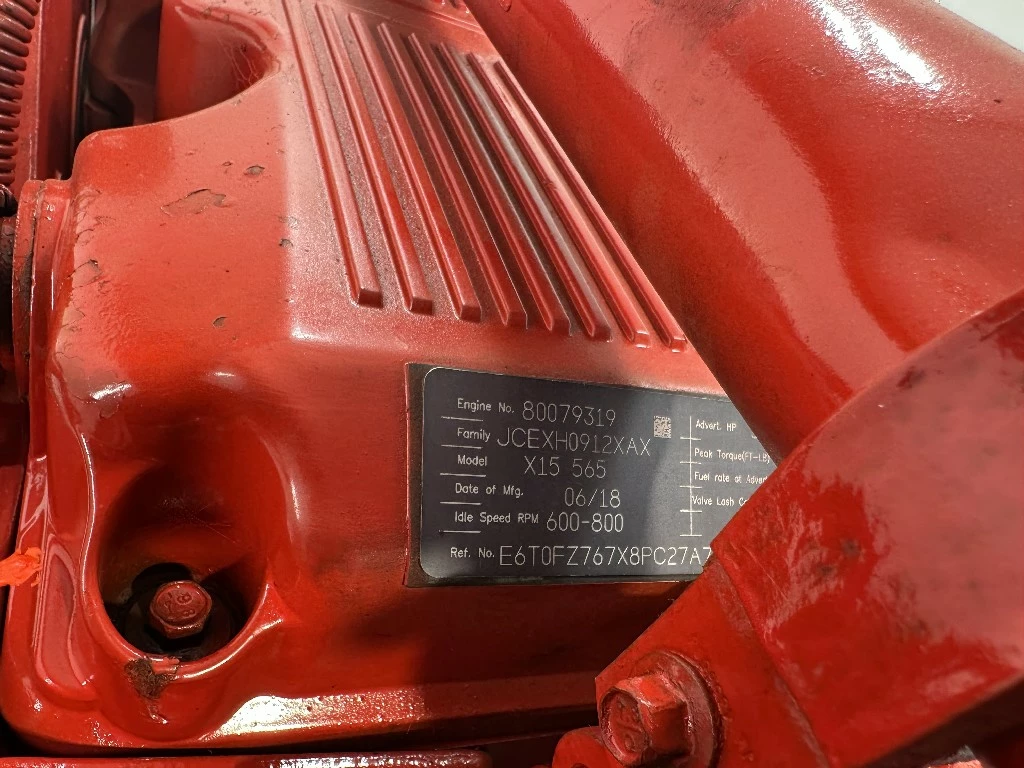 Engine No. 80079319
Family JCEXH0912XAX
Model X15 565
Date of Mfg. 06/18
Idle Speed RPM 600-800
Ref. No. E6T0FZ767X8PC27A7
Advert. HP
Peak Torque(FT-LB)
Fuel rate at
Valve Lash